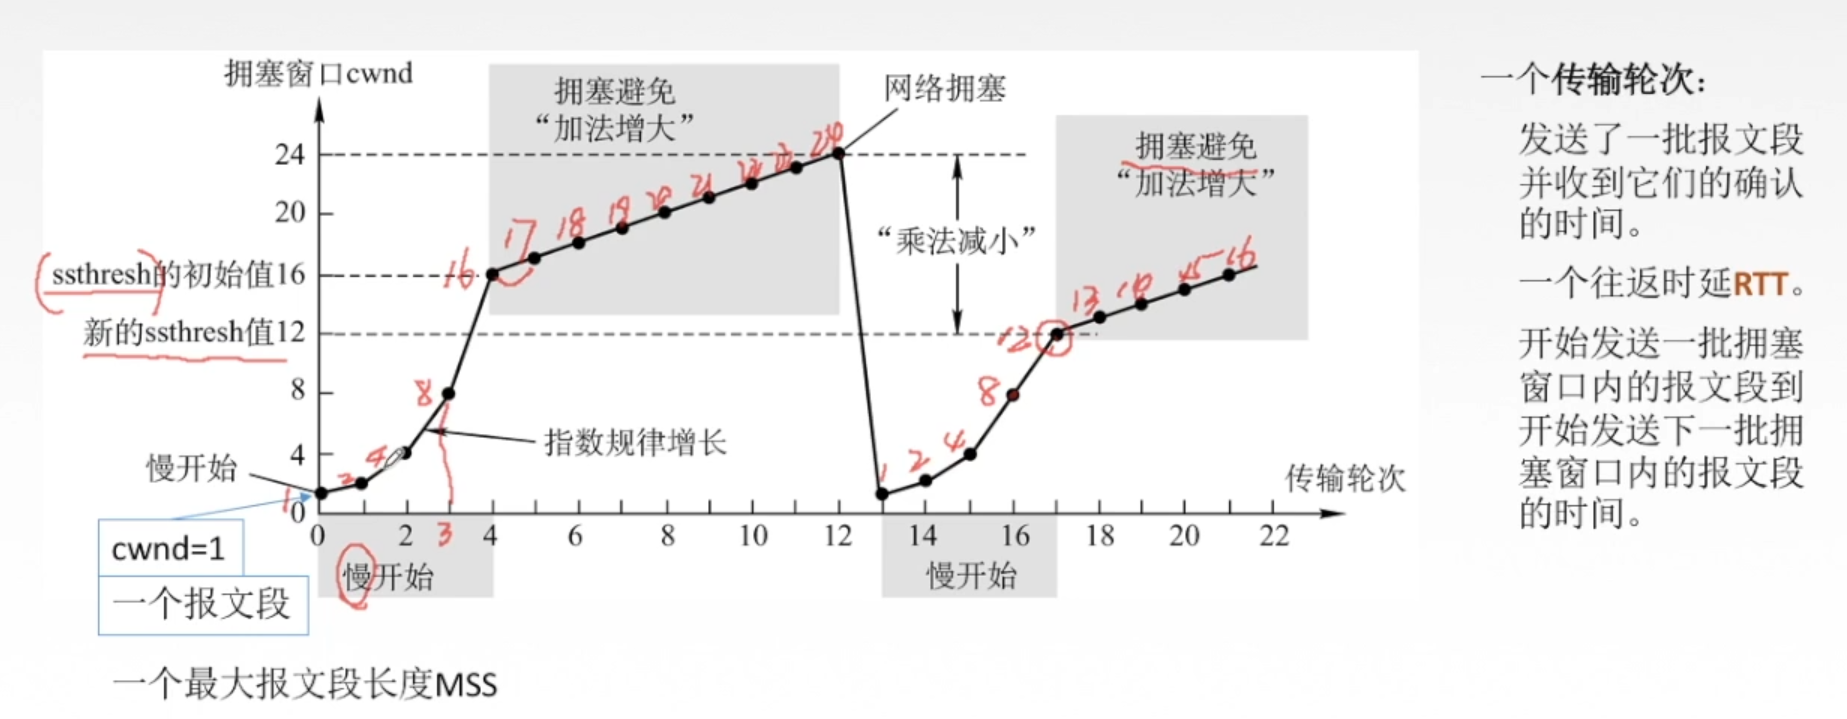 拥塞窗口cwnd
拥塞避免
“加法增大”
网络拥塞
24
20
ssthresh的初始值16
新的ssthresh值12
8
4
0
慢开始
指数规律增长
“乘法减小”
拥塞避免
“加法增大”
传输轮次
0 2 4 6 8 10 12 14 16 18 20 22
慢开始
慢开始
cwnd=1
一个报文段
一个最大报文段长度MSS
1 2 4 8 16 17 18 19 20 21 22 23 24
3
1 2 4 8 12 13 15 16
一个传输轮次：
发送了一批报文段
并收到它们的确认
的时间。
一个往返时延RTT。
开始发送一批拥塞
窗口内的报文段到
开始发送下一批拥
塞窗口内的报文段
的时间。